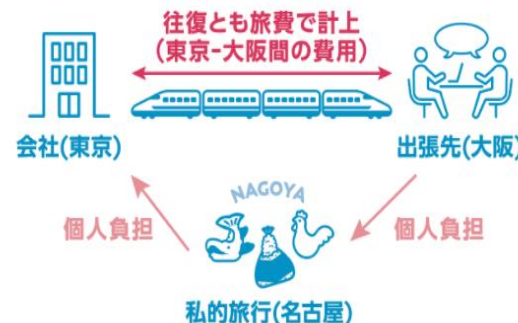 往復とも旅費で計上
(東京-大阪間の費用)
会社(東京)
出張先(大阪)
NAGOYA
個人負担
個人負担
私的旅行(名古屋)